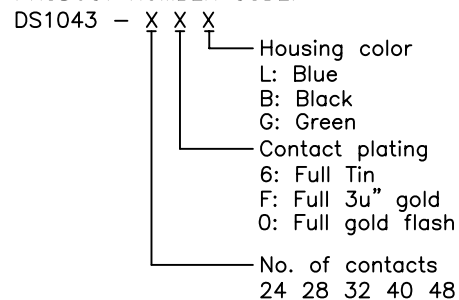 DS1043 - X X X
Housing color
L: Blue
B: Black
G: Green
Contact plating
6: Full Tin
F: Full 3u" gold
0: Full gold flash
No. of contacts
24 28 32 40 48